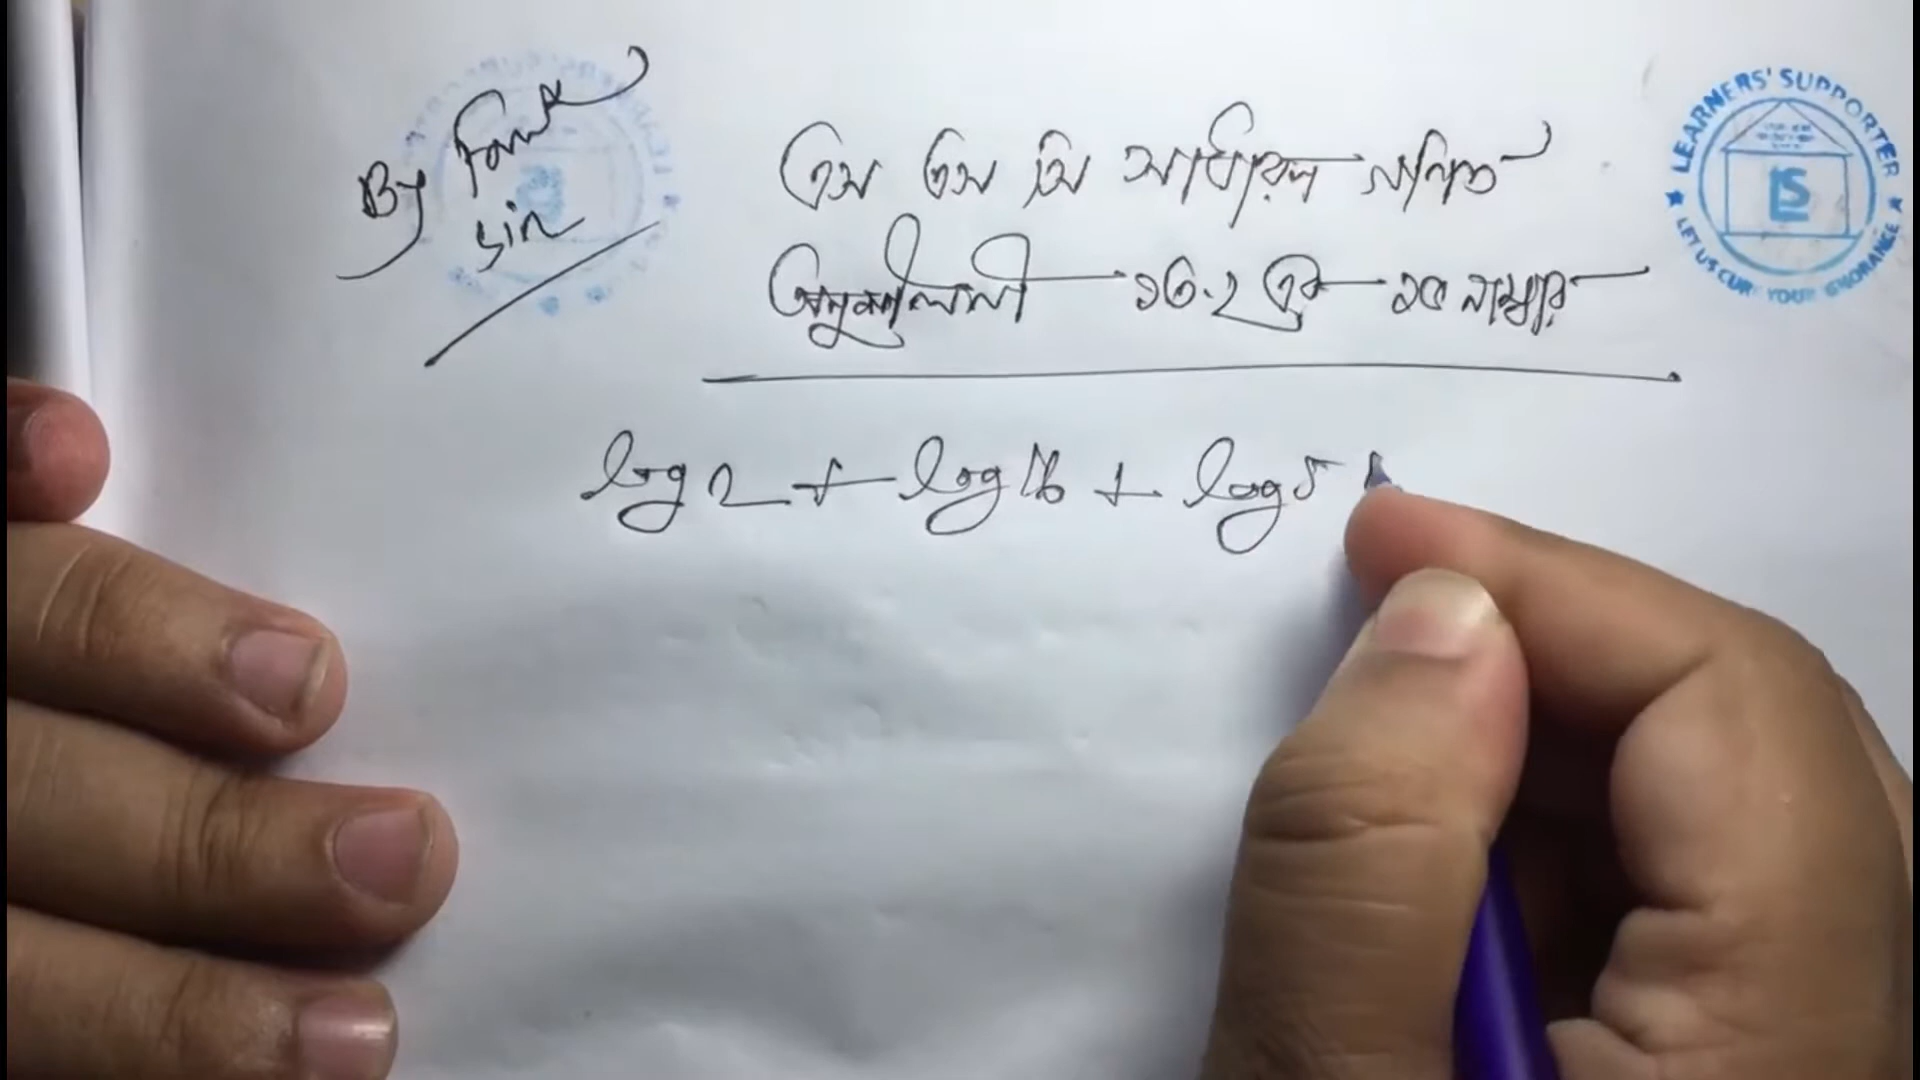 By Faruk
sir
এস এস সি সাধারণ গণিত
অনুশীলনী ১৩.২ এর ১৫ নাম্বার
LEARNERS' SUPPORTER
LS
LET US CURE YOUR IGNORANCE
log 2 + log 16 + log 5